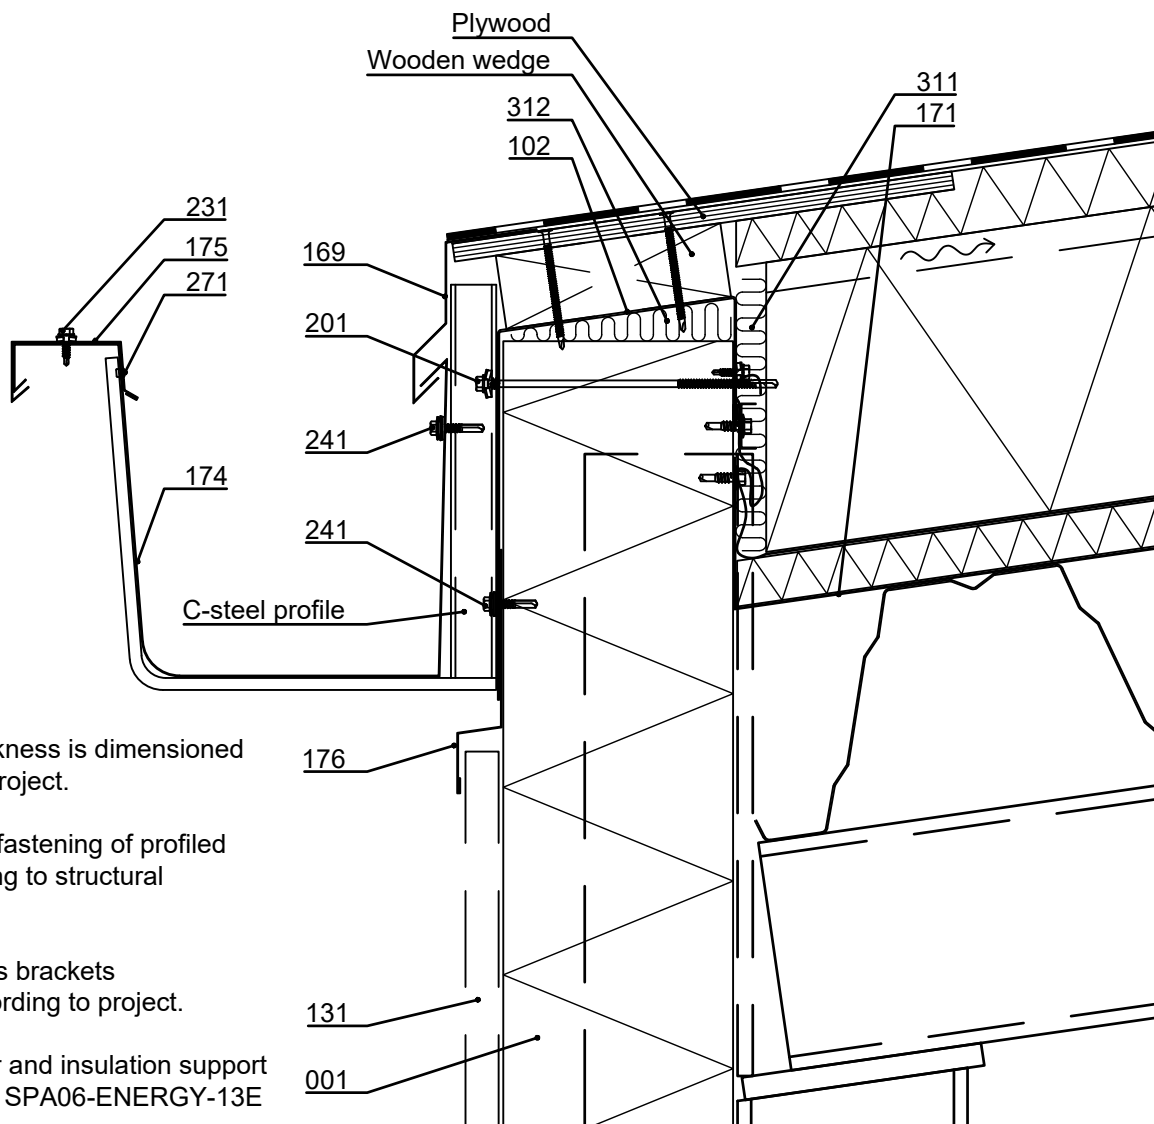 Plywood
Wooden wedge
312
102
311
171
231
175
271
169
201
241
174
241
C-steel profile
176
131
001
kness is dimensioned
roject.
fastening of profiled
ng to structural
s brackets
ording to project.
r and insulation support
SPA06-ENERGY-13E